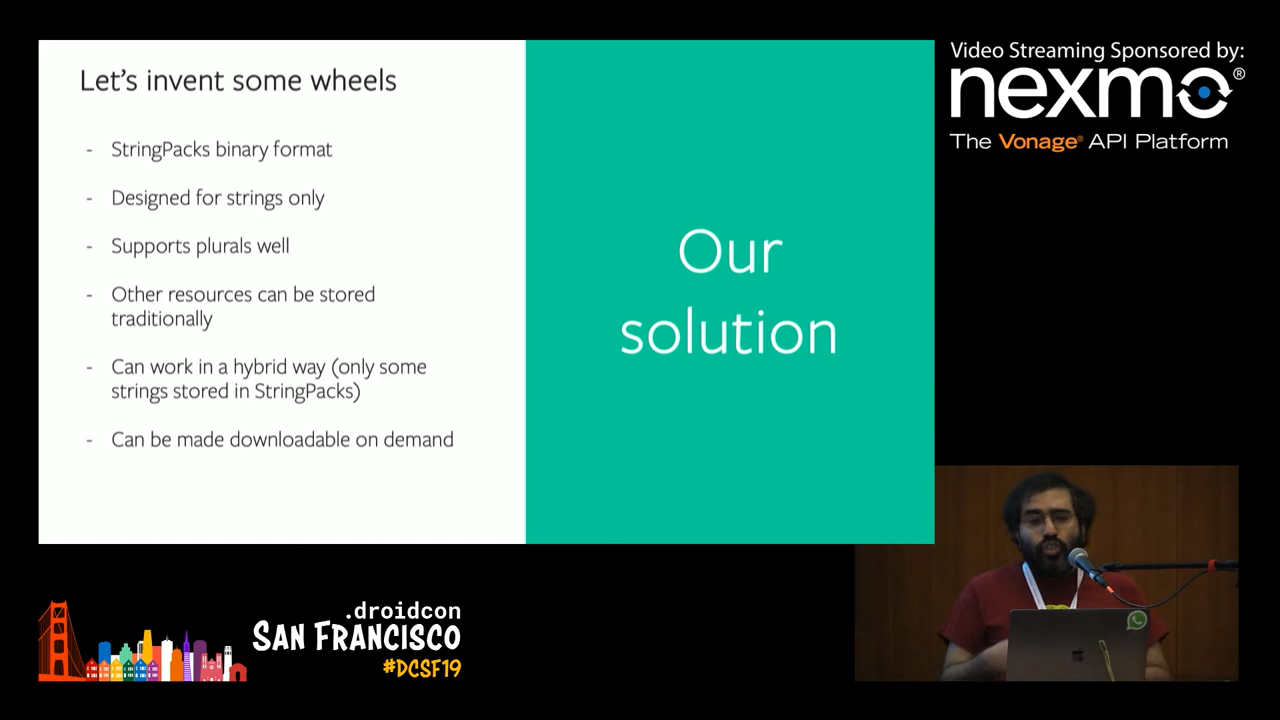 Let's invent some wheels
- StringPacks binary format
- Designed for strings only
- Supports plurals well
- Other resources can be stored
traditionally
- Can work in a hybrid way (only some
strings stored in StringPacks)
- Can be made downloadable on demand
Our
solution
Video Streaming Sponsored by:
nexmo®
The Vonage® API Platform
.droidcon
SAN FRANCISCO
#DCSF19